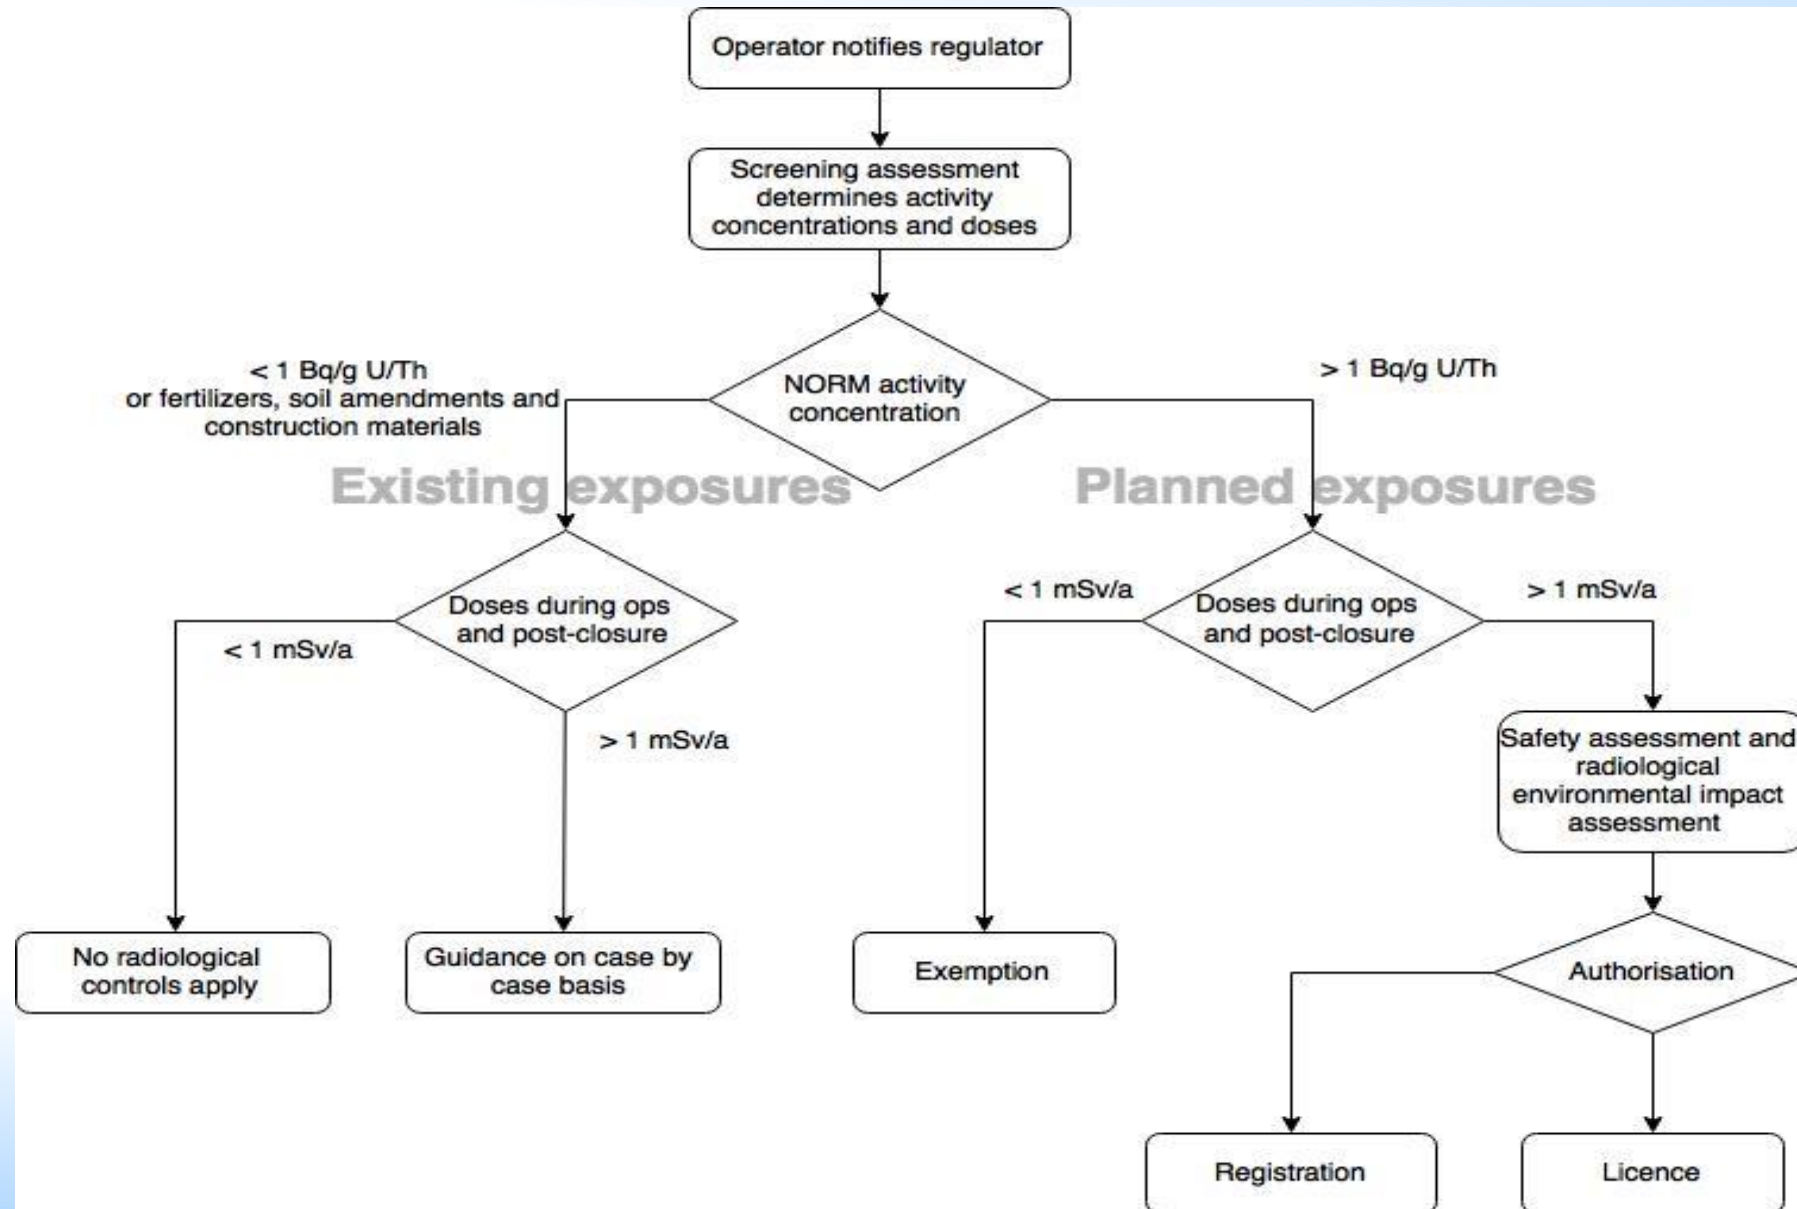 Operator notifies regulator
Screening assessment
determines activity
concentrations and doses
NORM activity
concentration
< 1 Bq/g U/Th
or fertilizers, soil amendments and
construction materials
> 1 Bq/g U/Th
Existing exposures
Planned exposures
Doses during ops
and post-closure
< 1 mSv/a
> 1 mSv/a
Doses during ops
and post-closure
< 1 mSv/a
> 1 mSv/a
Safety assessment and
radiological
environmental impact
assessment
No radiological
controls apply
Guidance on case by
case basis
Exemption
Authorisation
Registration
Licence